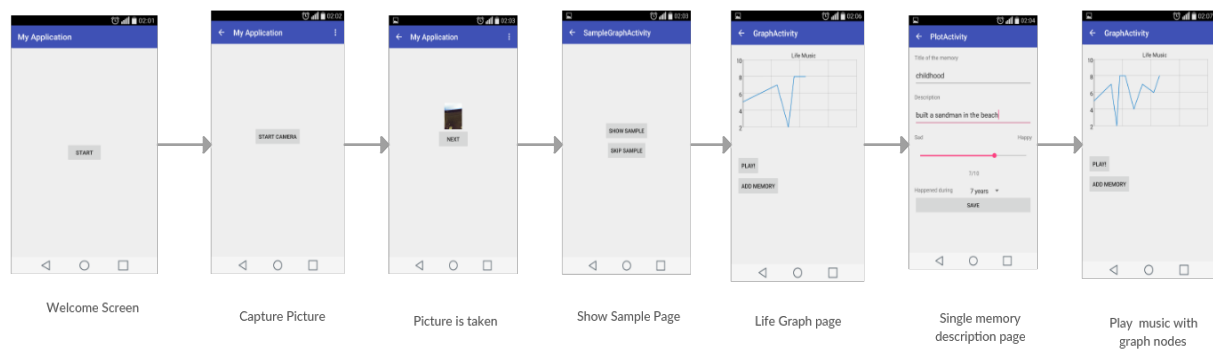 02:01
My Application
START
Welcome Screen
02:02
My Application
START CAMERA
Capture Picture
02:03
My Application
NEXT
Picture is taken
02:03
SampleGraphActivity
SHOW SAMPLE
SKIP SAMPLE
Show Sample Page
02:06
GraphActivity
Life Music
10
8
6
4
2
PLAY!
ADD MEMORY
Life Graph page
02:04
PlotActivity
Title of the memory
childhood
Description
built a sandman in the beach
Sad Happy
7/10
Happened during 7 years
SAVE
Single memory
description page
02:07
GraphActivity
Life Music
10
8
6
4
2
PLAY!
ADD MEMORY
Play music with
graph nodes